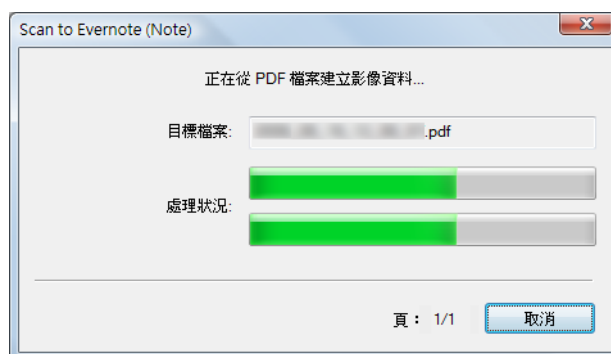 Scan to Evernote (Note)
正在從 PDF 檔案建立影像資料...
目標檔案: .pdf
處理狀況:
頁： 1/1 取消